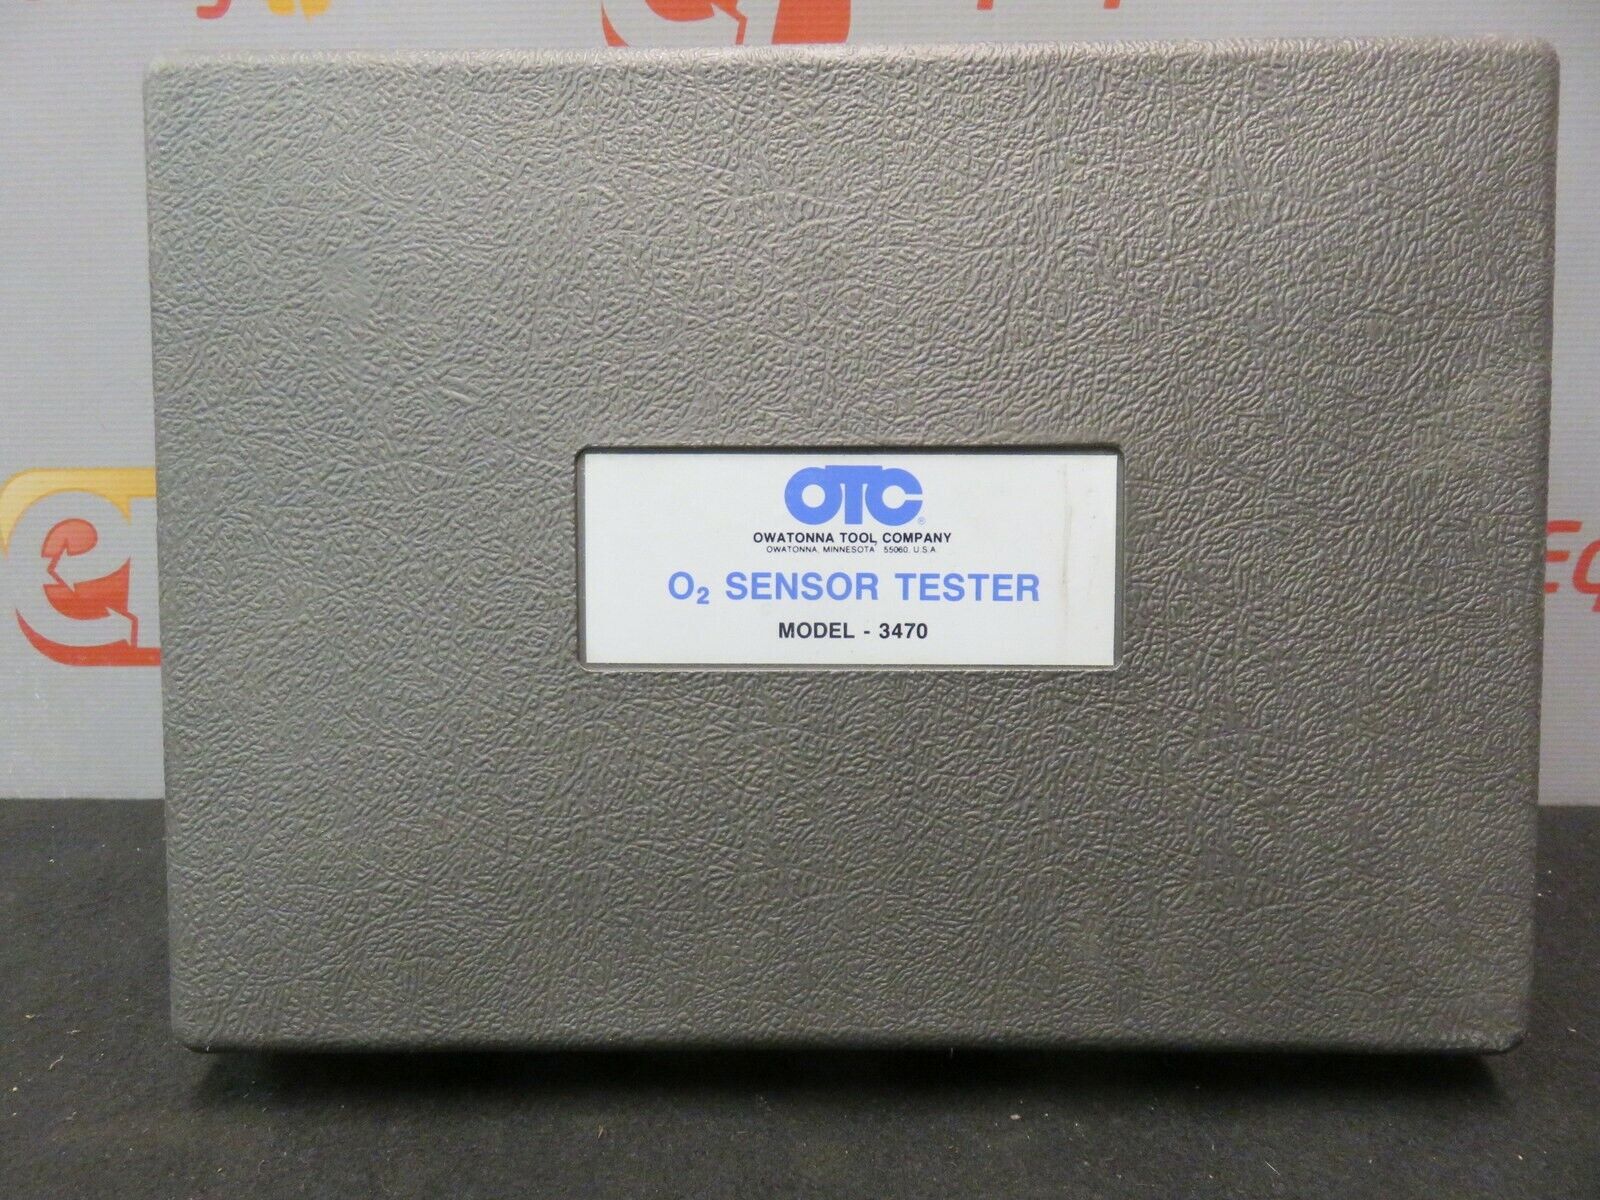 OTC®
OWATONNA TOOL COMPANY
OWATONNA, MINNESOTA 55060, U.S.A.
O₂ SENSOR TESTER
MODEL - 3470